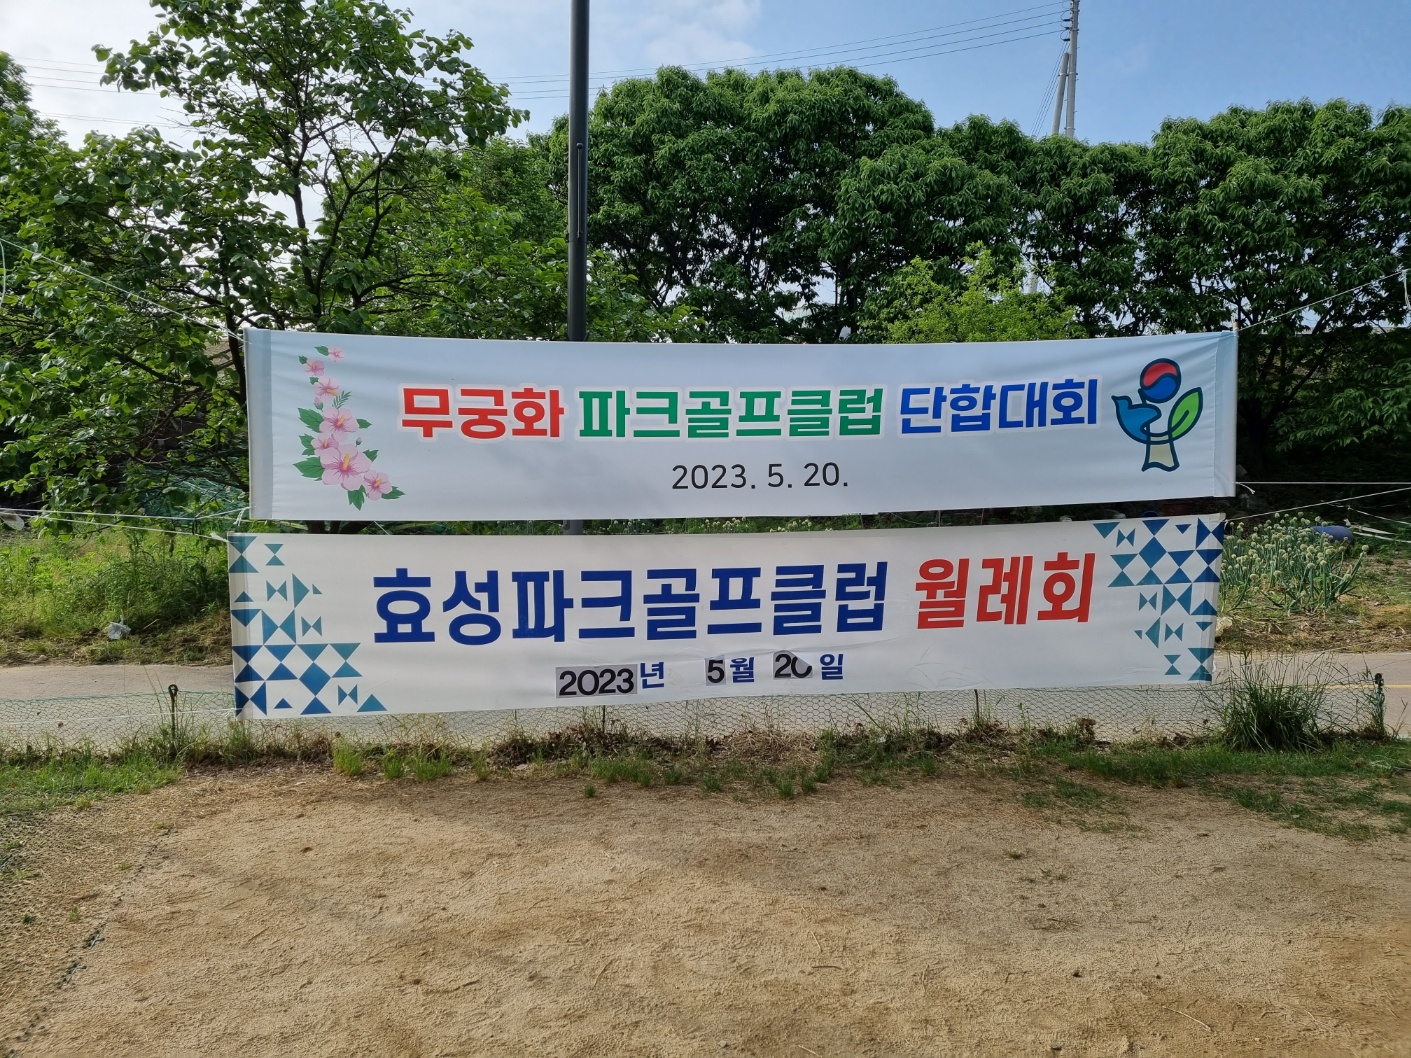 무궁화 파크골프클럽 단합대회
2023. 5. 20.
효성파크골프클럽 월례회
2023년 5월 20일